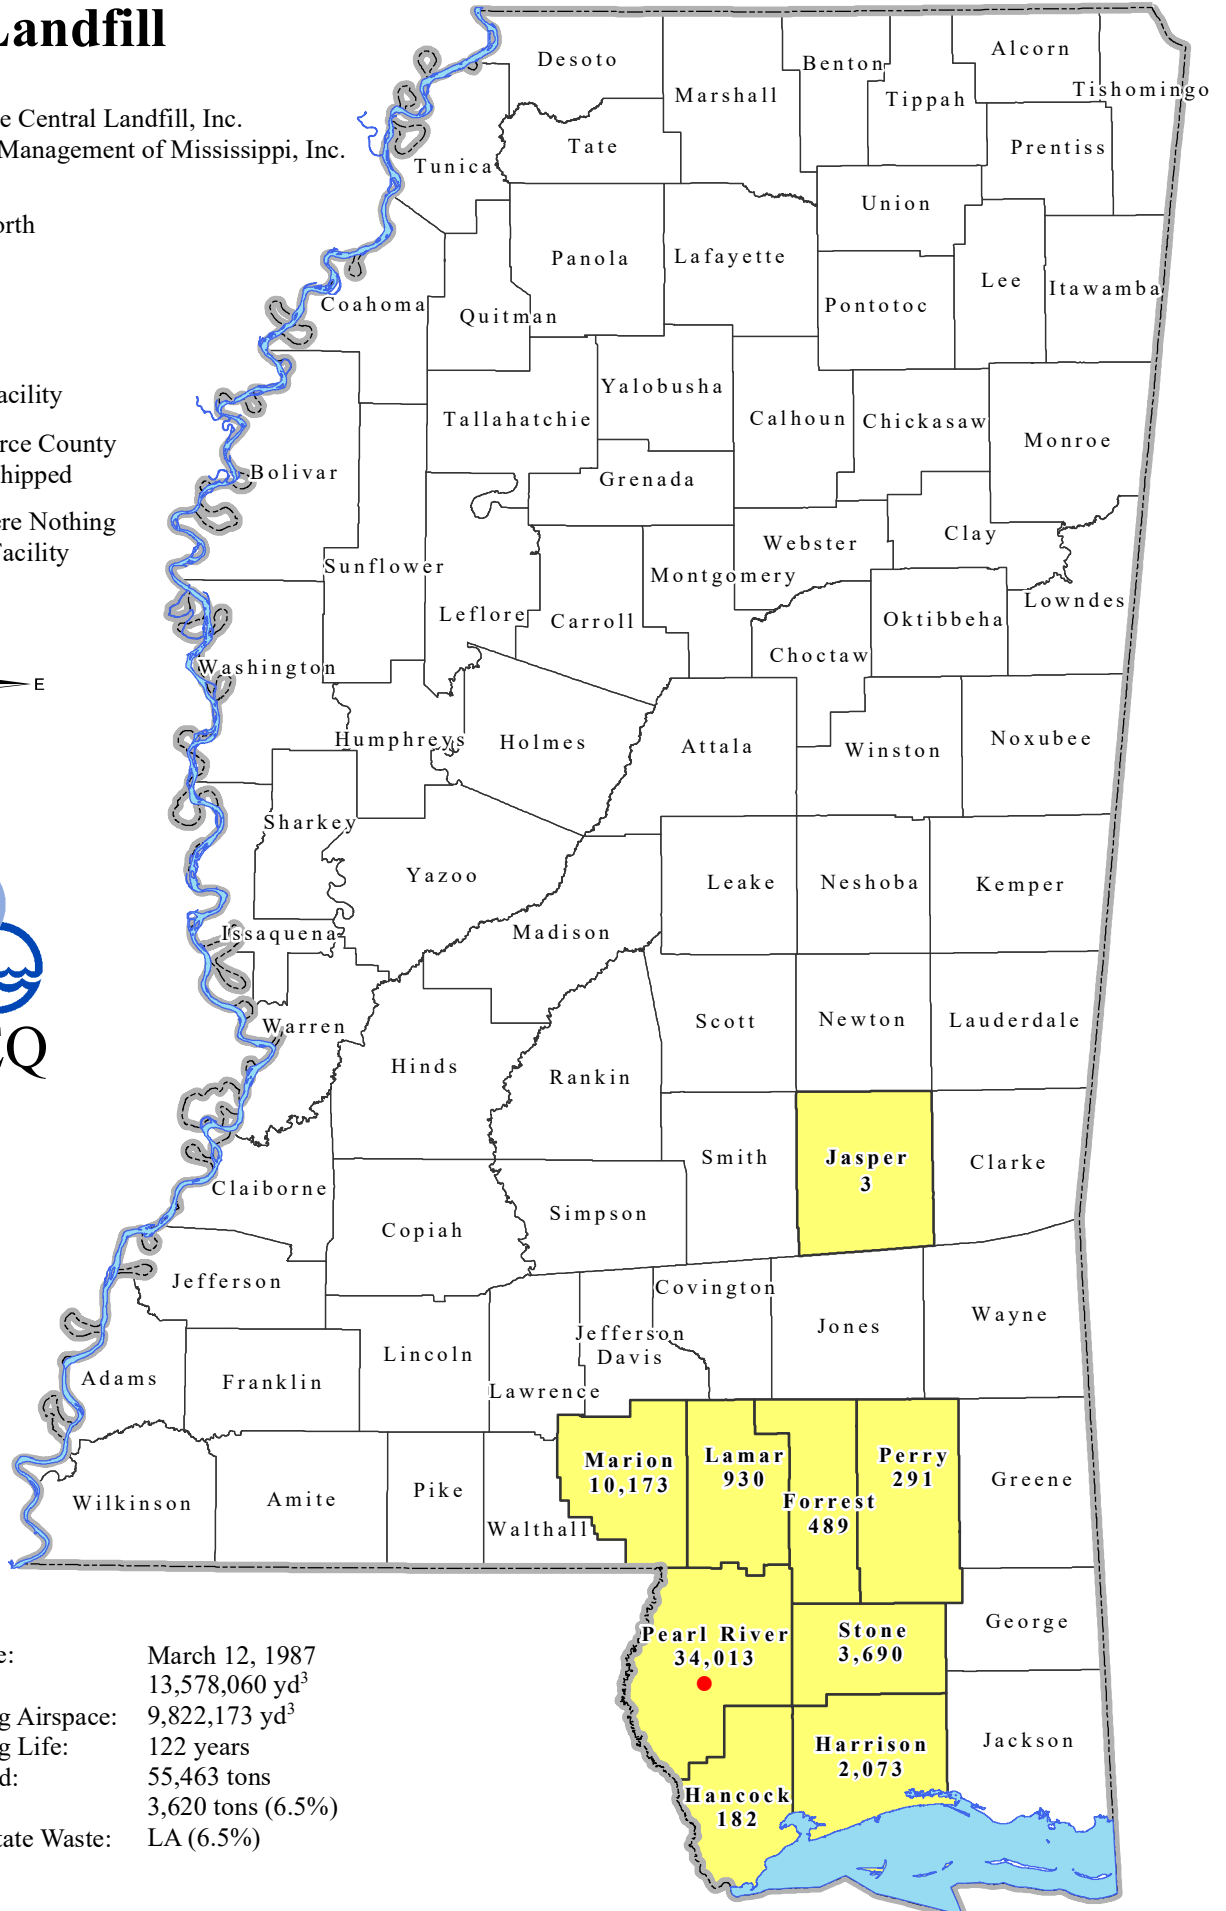 Landfill
e Central Landfill, Inc.
Management of Mississippi, Inc.
orth
acility
rce County
hipped
ere Nothing
Facility
E
CQ
Desoto
Marshall
Benton
Tippah
Alcorn
Tishomingo
Tunica
Tate
Prentiss
Union
Panola
Lafayette
Coahoma
Quitman
Pontotoc
Lee
Itawamba
Yalobusha
Tallahatchie
Calhoun
Chickasaw
Monroe
Bolivar
Grenada
Sunflower
Leflore
Carroll
Montgomery
Webster
Clay
Lowndes
Oktibbeha
Choctaw
Washington
Humphreys
Holmes
Attala
Winston
Noxubee
Sharkey
Yazoo
Leake
Neshoba
Kemper
Issaquena
Madison
Warren
Hinds
Rankin
Scott
Newton
Lauderdale
Smith
Jasper
3
Clarke
Claiborne
Copiah
Simpson
Jefferson
Covington
Jefferson
Davis
Jones
Wayne
Adams
Franklin
Lincoln
Lawrence
Marion
10,173
Lamar
930
Forrest
489
Perry
291
Greene
Wilkinson
Amite
Pike
Walthall
Pearl River
34,013
Stone
3,690
George
Harrison
2,073
Hancock
182
Jackson
e: March 12, 1987
13,578,060 yd³
g Airspace: 9,822,173 yd³
g Life: 122 years
d: 55,463 tons
3,620 tons (6.5%)
tate Waste: LA (6.5%)